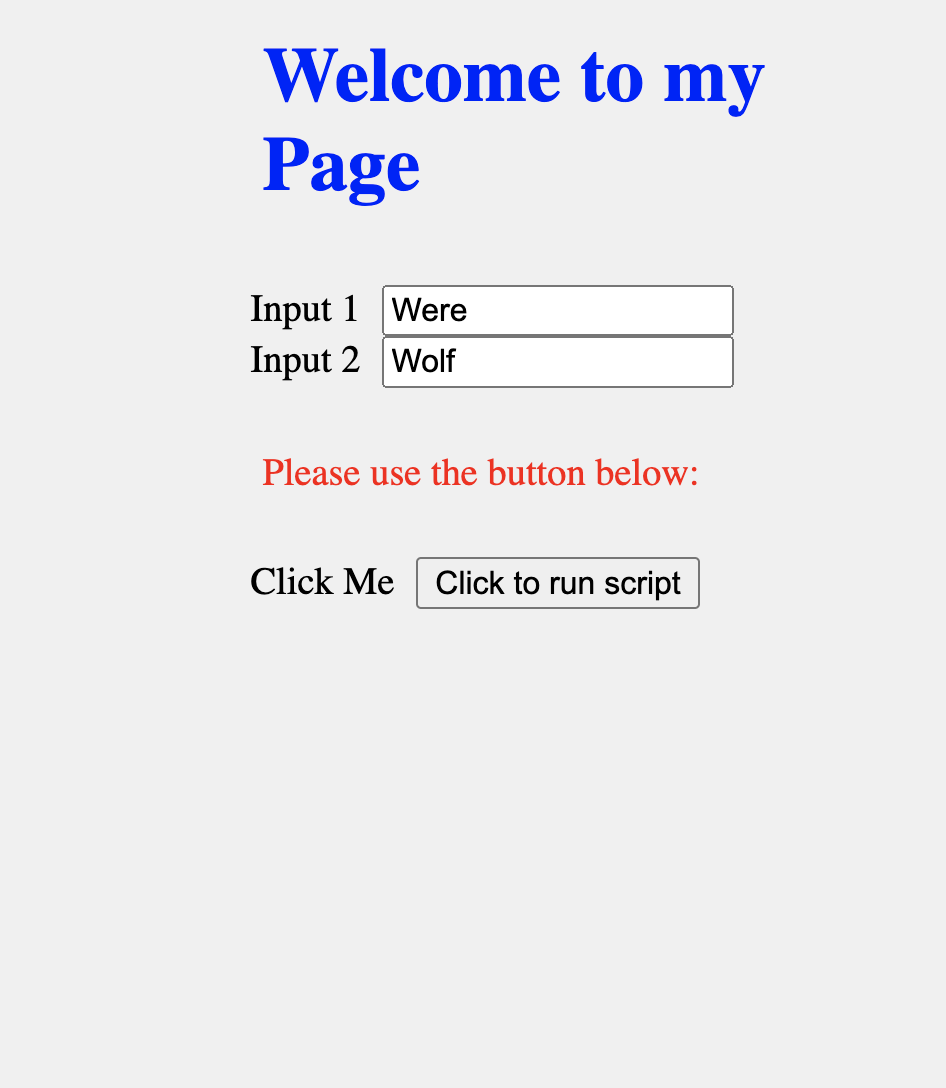 Welcome to my
Page
Input 1 Were
Input 2 Wolf
Please use the button below:
Click Me Click to run script